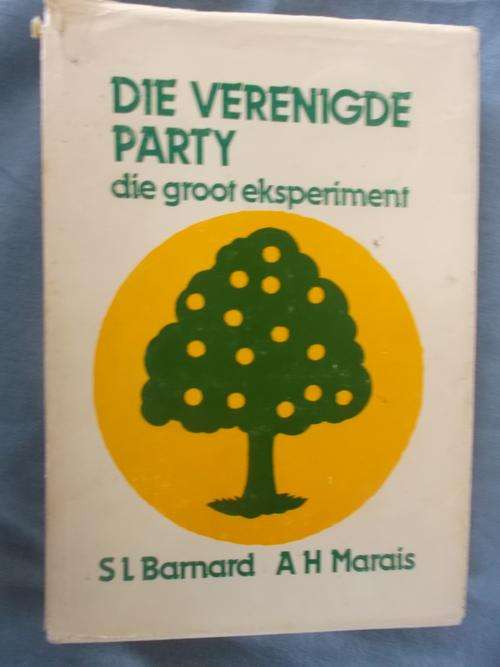 DIE VERENIGDE
PARTY
die groot eksperiment
S L Barnard A H Marais